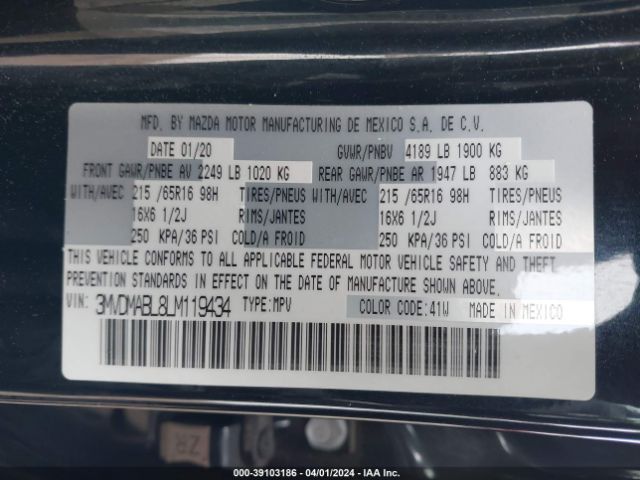 MFD. BY MAZDA MOTOR MANUFACTURING DE MEXICO S.A. DE C.V.
DATE 01/20 GVWR/PNBV 4189 LB 1900 KG
FRONT GAWR/PNBE AV 2249 LB 1020 KG REAR GAWR/PNBE AR 1947 LB 883 KG
WITH/AVEC 215 /65R16 98H TIRES/PNEUS WITH/AVEC 215 /65R16 98H TIRES/PNEUS
16X6 1/2J RIMS/JANTES 16X6 1/2J RIMS/JANTES
250 KPA/36 PSI COLD/A FROID 250 KPA/36 PSI COLD/A FROID
THIS VEHICLE CONFORMS TO ALL APPLICABLE FEDERAL MOTOR VEHICLE SAFETY AND THEFT
PREVENTION STANDARDS IN EFFECT ON THE DATE OF MANUFACTURE SHOWN ABOVE.
VIN: 3MVDMABL8LM119434 TYPE:MPV COLOR CODE:41W MADE IN MEXICO
ZR
000-39103186 - 04/01/2024 - IAA Inc.